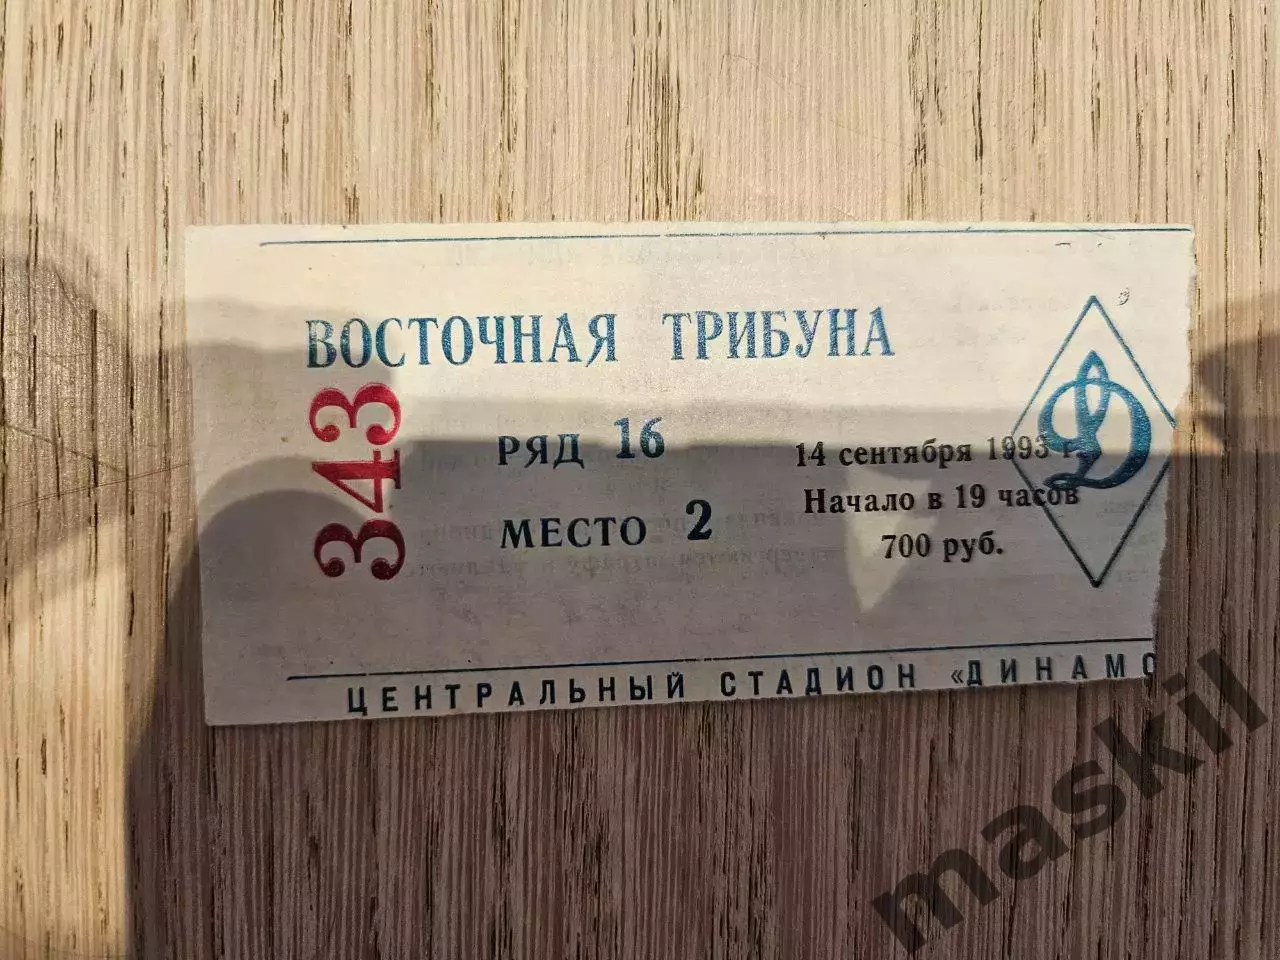 ВОСТОЧНАЯ ТРИБУНА
343
РЯД 16
МЕСТО 2
14 сентября 1993 г.
Начало в 19 часов
700 руб.
Д
ЦЕНТРАЛЬНЫЙ СТАДИОН «ДИНАМО
maskil